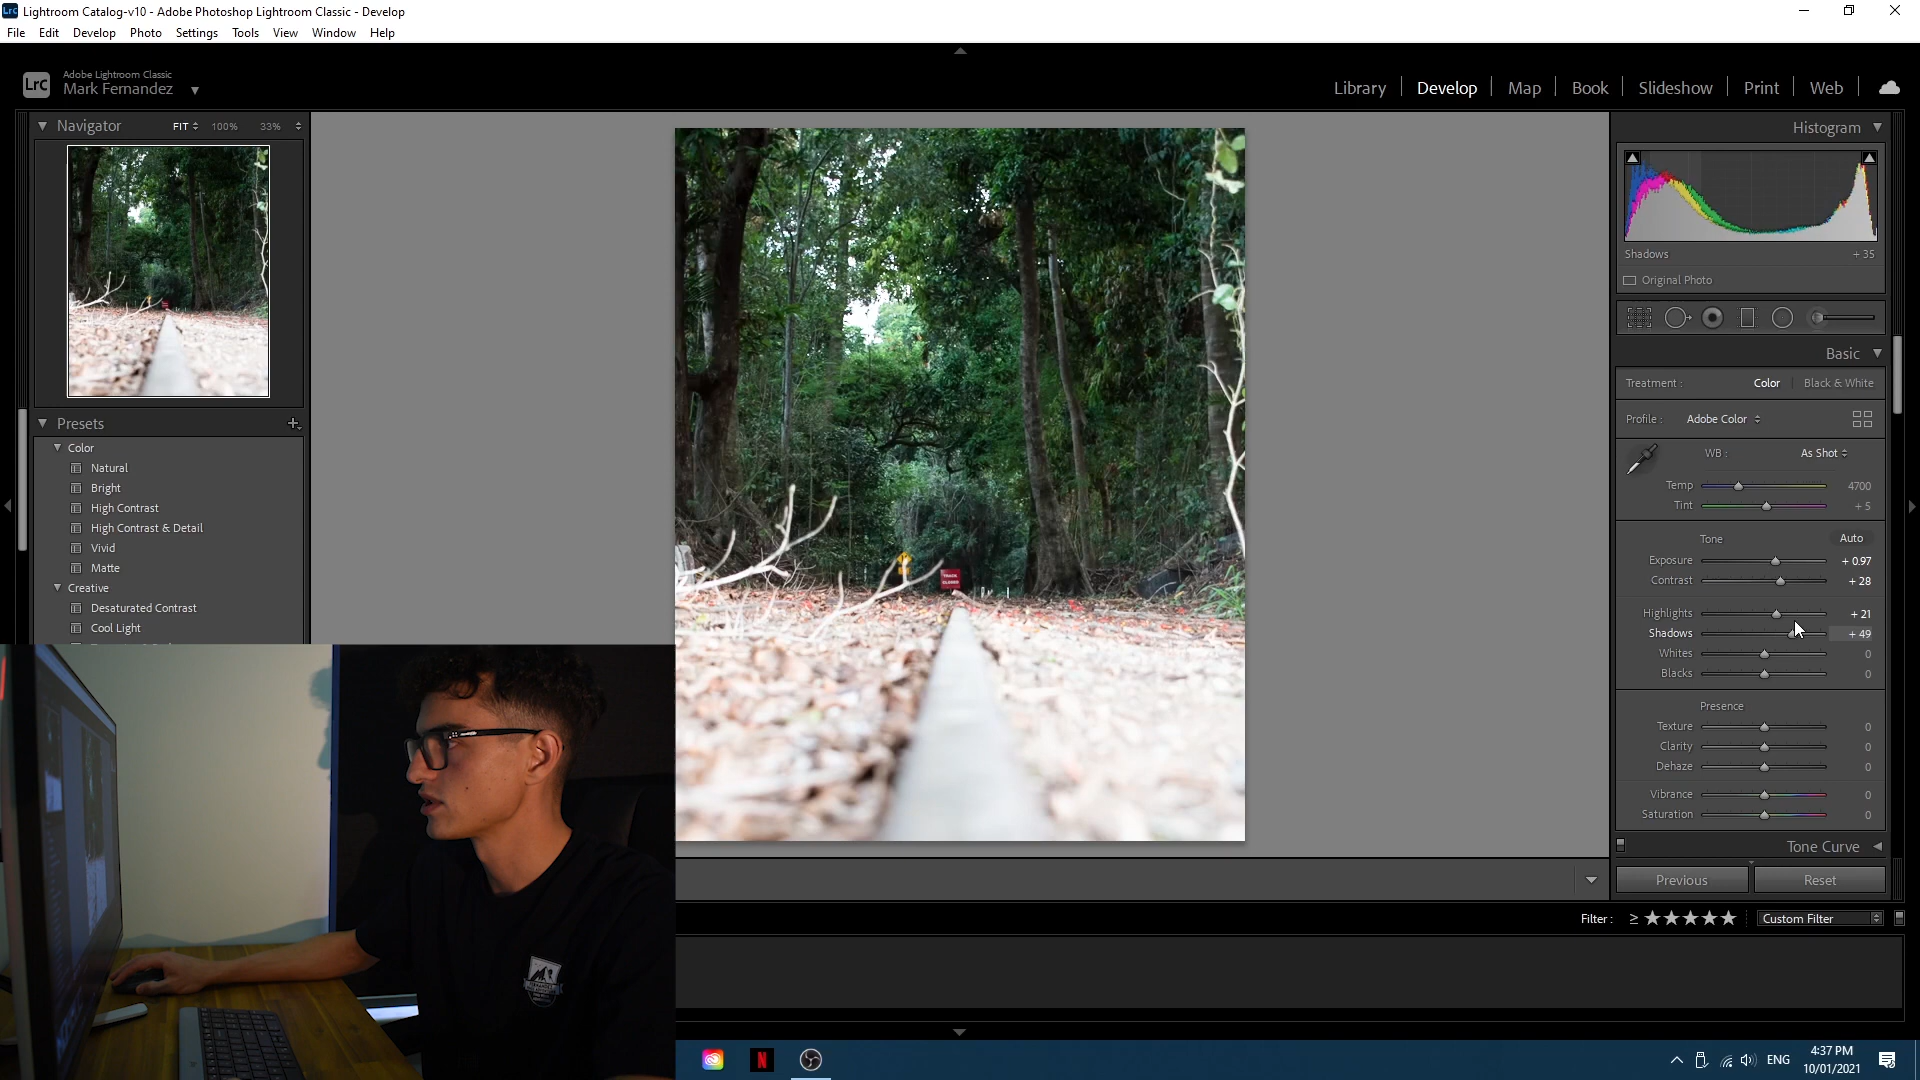 Lightroom Catalog-v10 - Adobe Photoshop Lightroom Classic - Develop
File Edit Develop Photo Settings Tools View Window Help
LrC
Adobe Lightroom Classic
Mark Fernandez
Library Develop Map Book Slideshow Print Web
Navigator FIT 100% 33%
Histogram
Shadows + 35
Original Photo
Basic
Treatment : Color Black & White
Profile : Adobe Color
WB : As Shot
Temp 4700
Tint + 5
Tone Auto
Exposure + 0.97
Contrast + 28
Highlights + 21
Shadows + 49
Whites 0
Blacks 0
Presence
Texture 0
Clarity 0
Dehaze 0
Vibrance 0
Saturation 0
Tone Curve
Previous Reset
Presets
Color
Natural
Bright
High Contrast
High Contrast & Detail
Vivid
Matte
Creative
Desaturated Contrast
Cool Light
TRACK
CLOSED
Filter : ≥ ★★★★★ Custom Filter
N
ENG
4:37 PM
10/01/2021